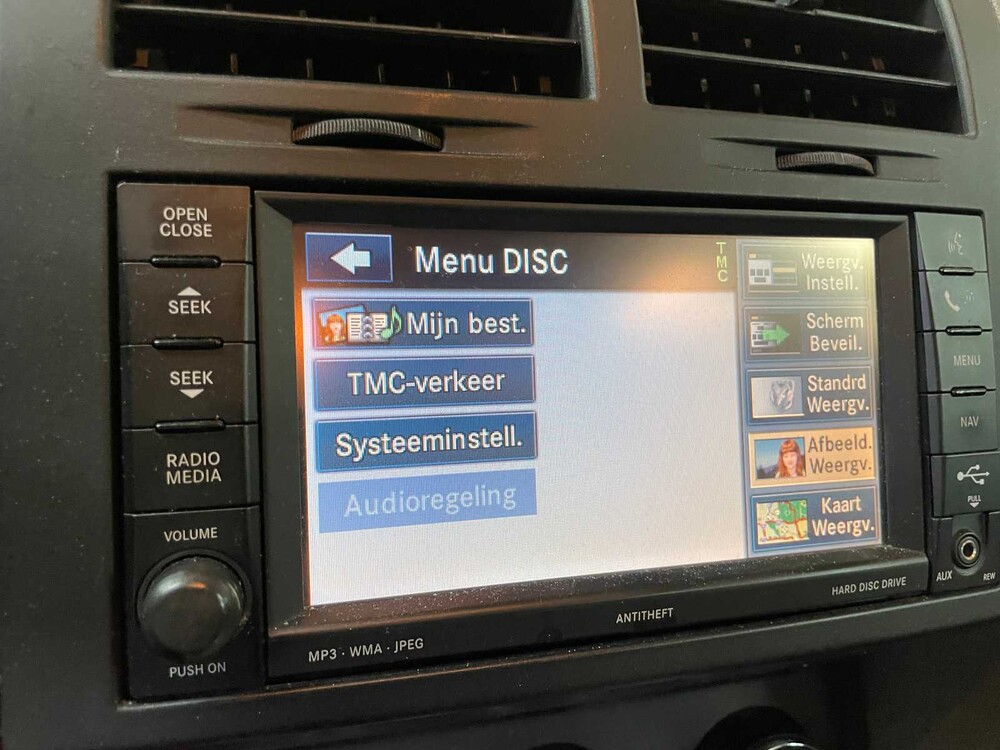 OPEN
CLOSE
SEEK
SEEK
RADIO
MEDIA
VOLUME
PUSH ON
Menu DISC
TMC
Mijn best.
TMC-verkeer
Systeeminstell.
Audioregeling
Weergv.
Instell.
Scherm
Beveil.
Standrd
Weergv.
Afbeeld.
Weergv.
Kaart
Weergv.
MENU
NAV
PULL
AUX
REW
MP3 · WMA · JPEG
ANTITHEFT
HARD DISC DRIVE